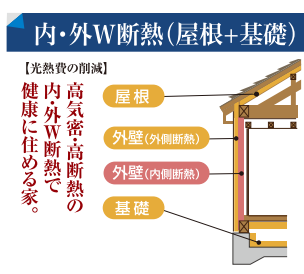 内・外W断熱(屋根+基礎)
【光熱費の削減】
高気密・高断熱の
内・外W断熱で
健康に住める家。
屋根
外壁(外側断熱)
外壁(内側断熱)
基礎